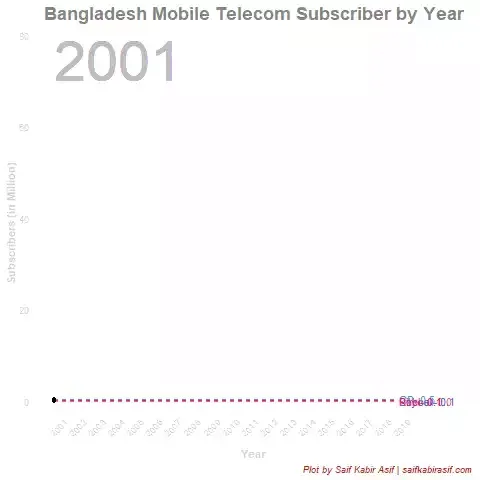 Bangladesh Mobile Telecom Subscriber by Year
2001
80
60
40
20
0
Subscribers (in Million)
2001 2002 2003 2004 2005 2006 2007 2008 2009 2010 2011 2012 2013 2014 2015 2016 2017 2018 2019
Year
Plot by Saif Kabir Asif | saifkabirasif.com